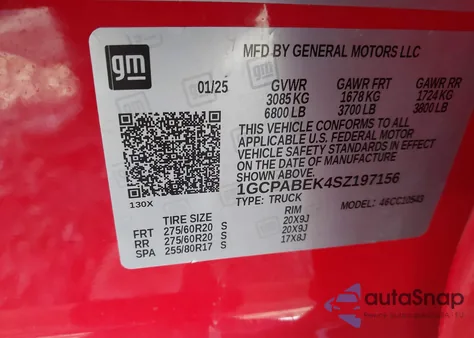 gm
MFD BY GENERAL MOTORS LLC
01/25 GVWR GAWR FRT GAWR RR
3085 KG 1678 KG 1724 KG
6800 LB 3700 LB 3800 LB
THIS VEHICLE CONFORMS TO ALL
APPLICABLE U.S. FEDERAL MOTOR
VEHICLE SAFETY STANDARDS IN EFFECT
ON THE DATE OF MANUFACTURE
SHOWN ABOVE.
1GCPABEK4SZ197156
130X TYPE: TRUCK MODEL: 46CC10543
TIRE SIZE RIM
FRT 275/60R20 S 20X9J
RR 275/60R20 S 20X9J
SPA 255/80R17 S 17X8J
autoSnap